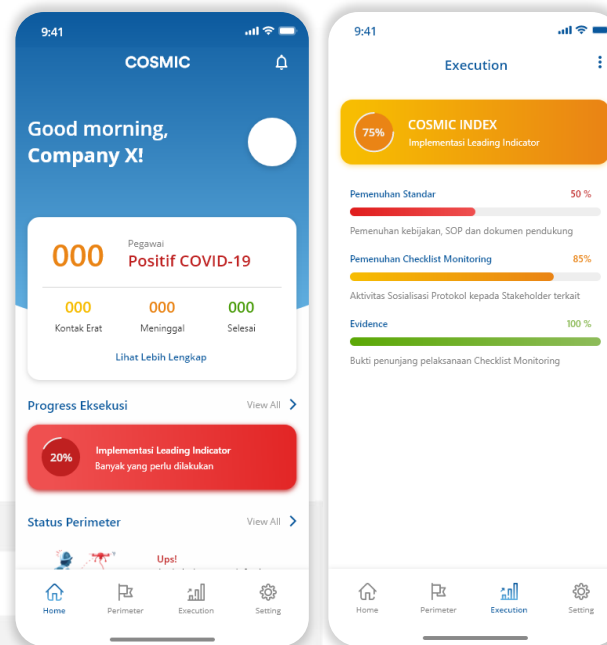 9:41
COSMIC
Good morning,
Company X!
000
Pegawai
Positif COVID-19
000
000
000
Kontak Erat
Meninggal
Selesai
Lihat Lebih Lengkap
Progress Eksekusi
View All
20%
Implementasi Leading Indicator
Banyak yang perlu dilakukan
Status Perimeter
View All
Ups!
Home
Perimeter
Execution
Setting
9:41
Execution
75%
COSMIC INDEX
Implementasi Leading Indicator
Pemenuhan Standar
50 %
Pemenuhan kebijakan, SOP dan dokumen pendukung
Pemenuhan Checklist Monitoring
85%
Aktivitas Sosialisasi Protokol kepada Stakeholder terkait
Evidence
100 %
Bukti penunjang pelaksanaan Checklist Monitoring
Home
Perimeter
Execution
Setting